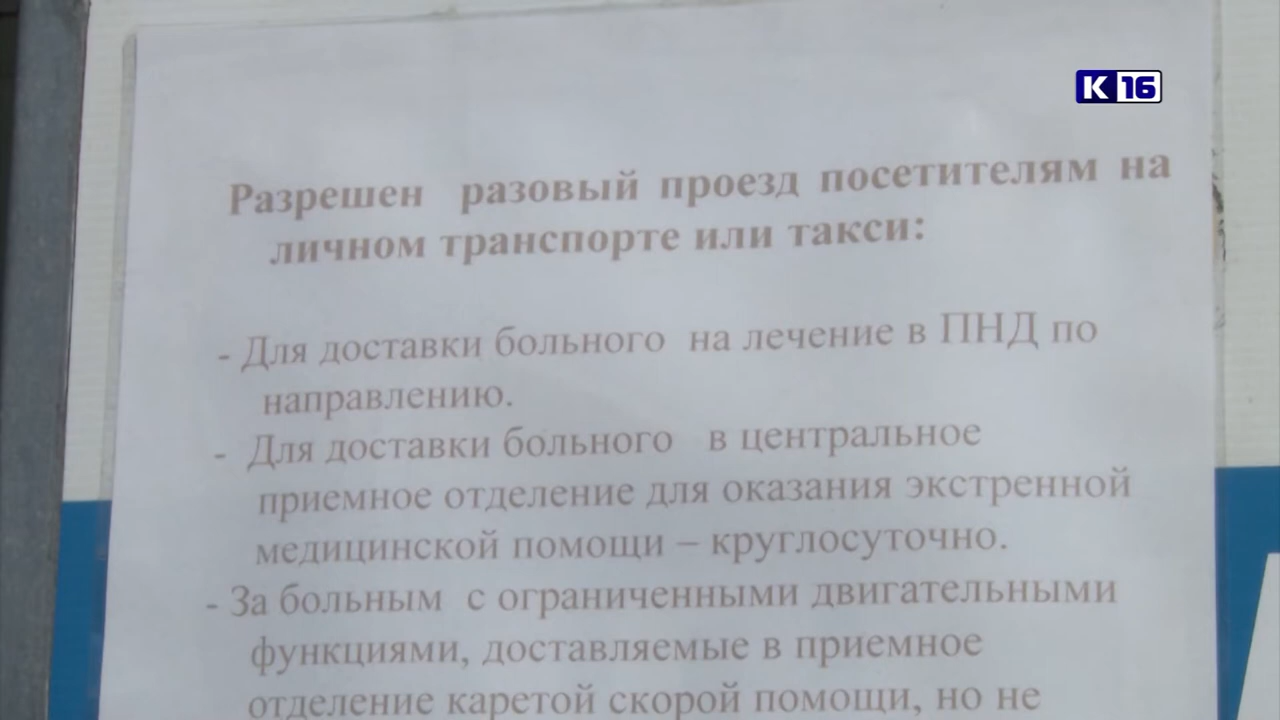 К 16
Разрешен разовый проезд посетителям на
личном транспорте или такси:
- Для доставки больного на лечение в ПНД по
направлению.
- Для доставки больного в центральное
приемное отделение для оказания экстренной
медицинской помощи – круглосуточно.
- За больным с ограниченными двигательными
функциями, доставляемые в приемное
отделение каретой скорой помощи, но не